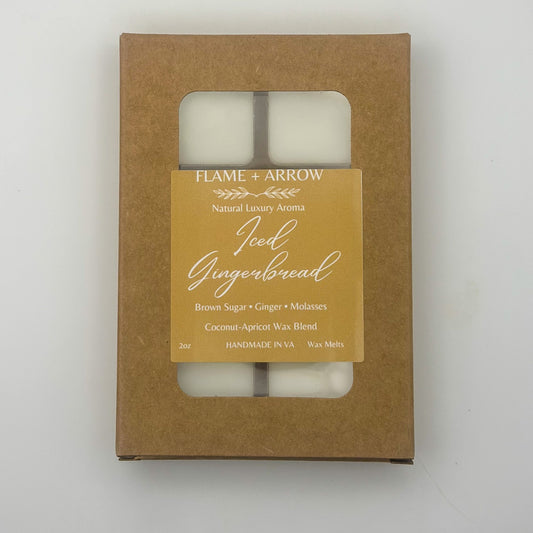 FLAME + ARROW
Natural Luxury Aroma
Iced
Gingerbread
Brown Sugar • Ginger • Molasses
Coconut-Apricot Wax Blend
2oz HANDMADE IN VA Wax Melts